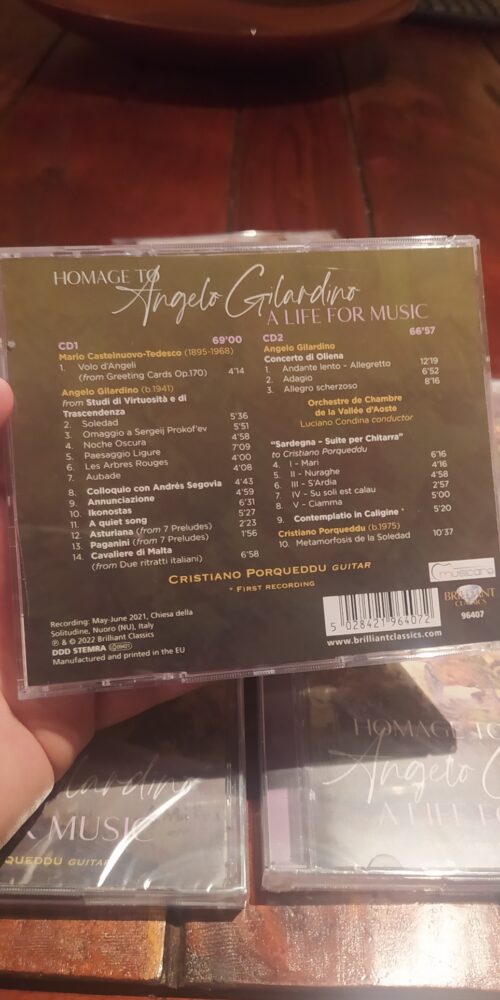 HOMAGE TO
Angelo Gilardino
A LIFE FOR MUSIC
CD1 69'00
Mario Castelnuovo-Tedesco (1895-1968)
1. Volo d'Angeli
(from Greeting Cards Op.170) 4'14
Angelo Gilardino (b.1941)
from Studi di Virtuosità e di
Trascendenza
2. Soledad 5'36
3. Omaggio a Sergeij Prokof'ev 5'51
4. Noche Oscura 4'58
5. Paesaggio Ligure 7'09
6. Les Arbres Rouges 4'00
7. Aubade 4'08
8. Colloquio con Andrés Segovia 4'43
9. Annunciazione 4'59
10. Ikonostas 6'31
11. A quiet song 5'27
12. Asturiana (from 7 Preludes) 2'23
13. Paganini (from 7 Preludes) 1'56
14. Cavaliere di Malta
(from Due ritratti italiani) 6'58
CD2 66'57
Angelo Gilardino
Concerto di Oliena
1. Andante lento - Allegretto 12'19
2. Adagio 6'52
3. Allegro scherzoso 8'16
Orchestre de Chambre
de la Vallée d'Aoste
Luciano Condina conductor
"Sardegna - Suite per Chitarra"
to Cristiano Porqueddu
4. I - Mari 6'16
5. II - Nuraghe 4'16
6. III - S'Ardia 4'58
7. IV - Su soli est calau 2'57
8. V - Ciamma 5'00
9. Contemplatio in Caligine * 5'20
Cristiano Porqueddu (b.1975)
10. Metamorfosis de la Soledad 10'37
CRISTIANO PORQUEDDU GUITAR
* FIRST RECORDING
Recording: May-June 2021, Chiesa della
Solitudine, Nuoro (NU), Italy
℗ & © 2022 Brilliant Classics
DDD STEMRA
Manufactured and printed in the EU
musicare
BRILLIANT
CLASSICS
96407
5 028421 964072
www.brilliantclassics.com
Gilardino
R MUSIC
QUEDDU GUITAR
HOMAGE TO
Angelo G
A LIFE FO